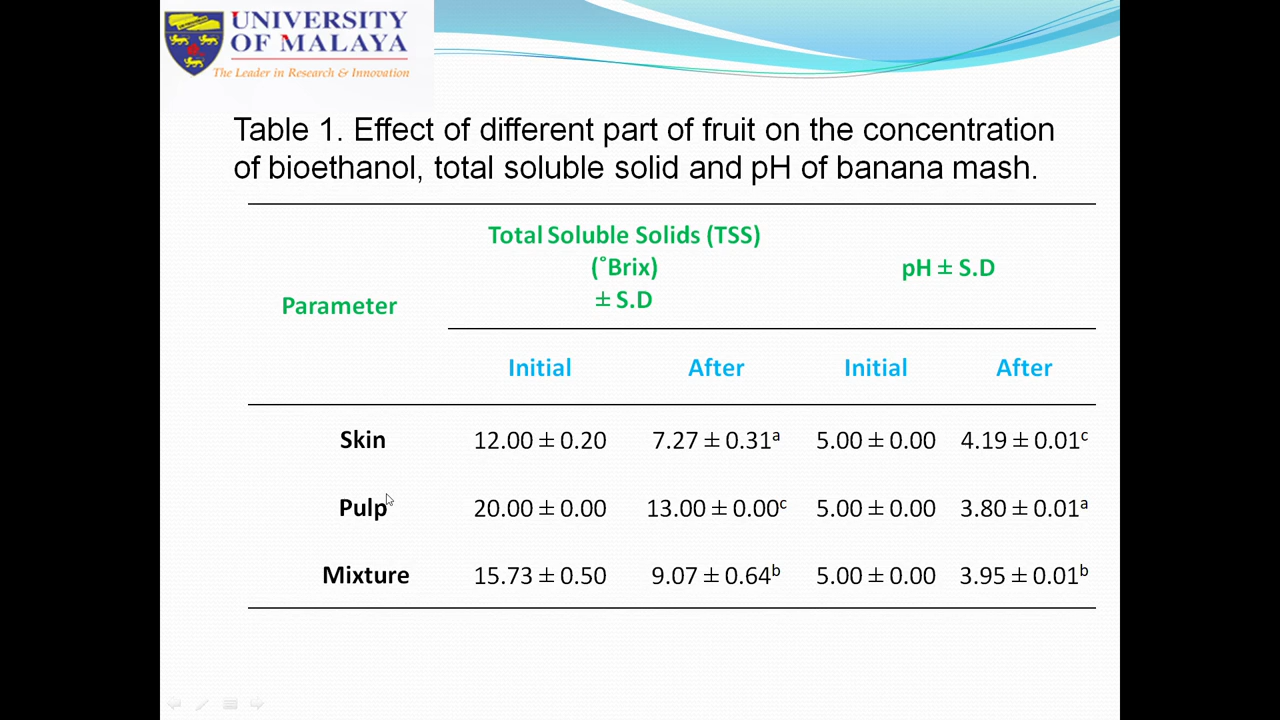 UNIVERSITY
OF MALAYA
The Leader in Research & Innovation
Table 1. Effect of different part of fruit on the concentration
of bioethanol, total soluble solid and pH of banana mash.
Parameter
Total Soluble Solids (TSS)
(˚Brix)
± S.D
pH ± S.D
Initial After Initial After
Skin 12.00 ± 0.20 7.27 ± 0.31ᵃ 5.00 ± 0.00 4.19 ± 0.01ᶜ
Pulp 20.00 ± 0.00 13.00 ± 0.00ᶜ 5.00 ± 0.00 3.80 ± 0.01ᵃ
Mixture 15.73 ± 0.50 9.07 ± 0.64ᵇ 5.00 ± 0.00 3.95 ± 0.01ᵇ